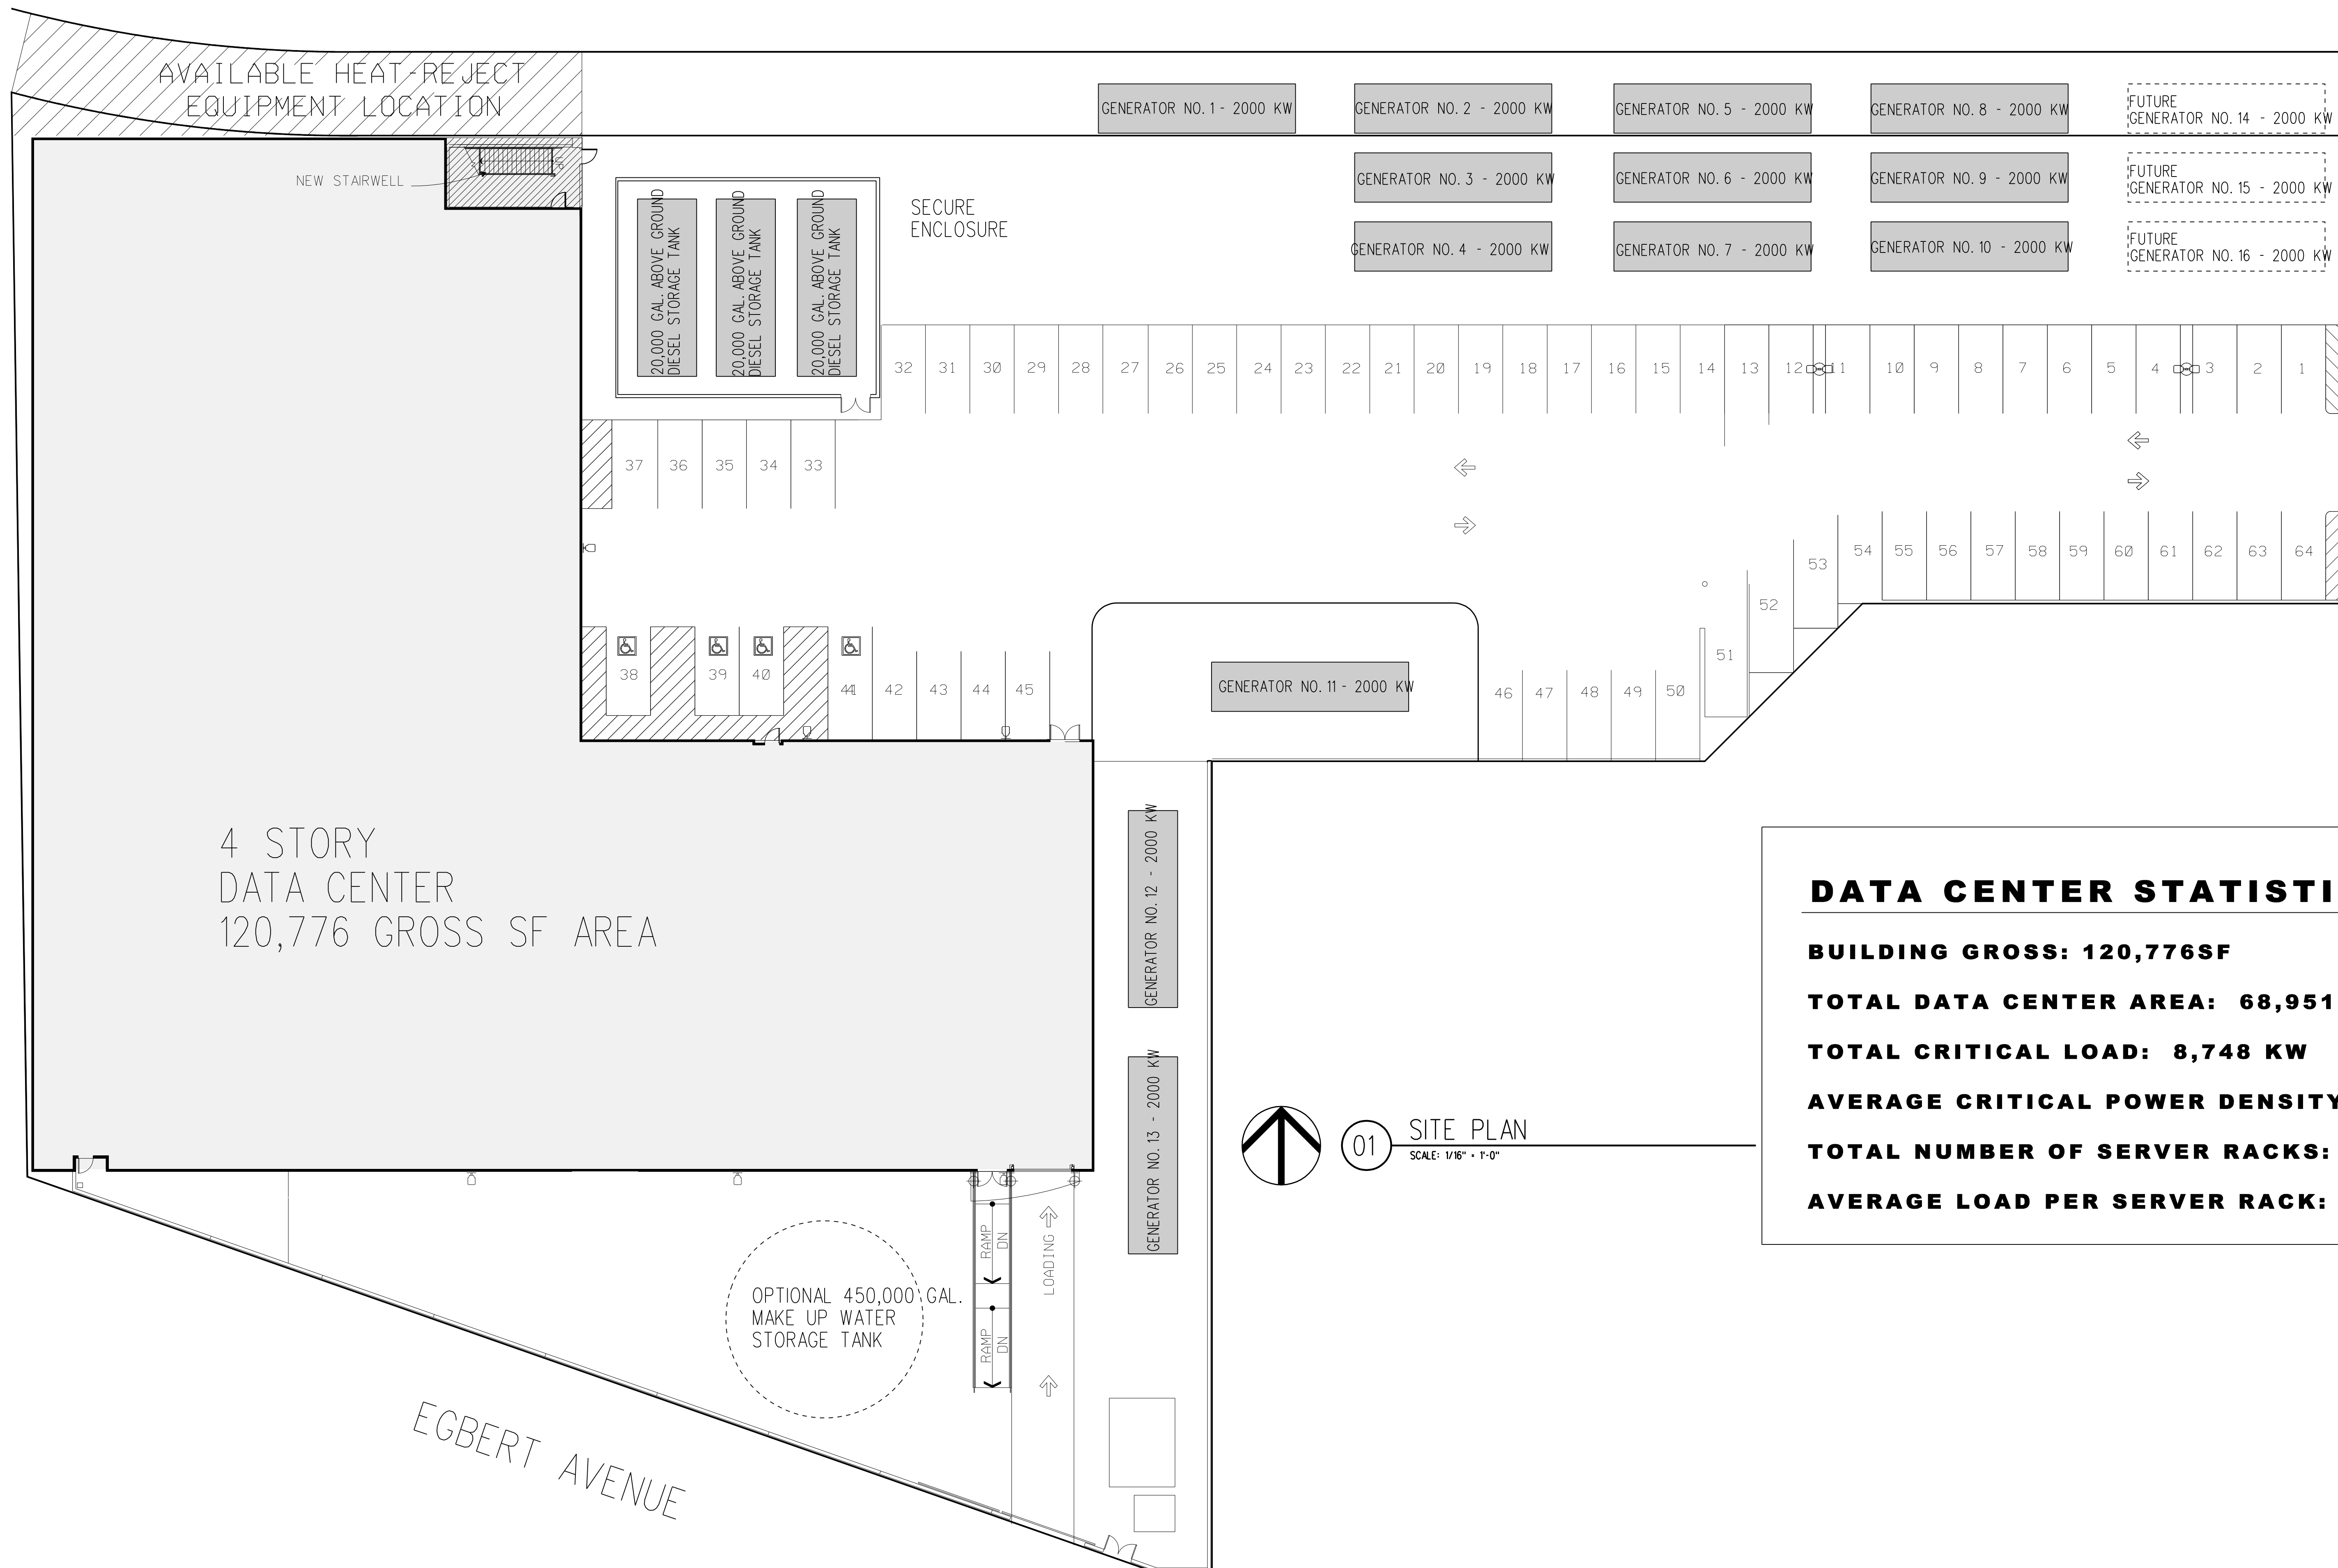 AVAILABLE HEAT-REJECT
EQUIPMENT LOCATION
GENERATOR NO. 1 - 2000 KW
GENERATOR NO. 2 - 2000 KW
GENERATOR NO. 5 - 2000 KW
GENERATOR NO. 8 - 2000 KW
FUTURE
GENERATOR NO. 14 - 2000 KW
NEW STAIRWELL
UP
GENERATOR NO. 3 - 2000 KW
GENERATOR NO. 6 - 2000 KW
GENERATOR NO. 9 - 2000 KW
FUTURE
GENERATOR NO. 15 - 2000 KW
20,000 GAL. ABOVE GROUND
DIESEL STORAGE TANK
20,000 GAL. ABOVE GROUND
DIESEL STORAGE TANK
20,000 GAL. ABOVE GROUND
DIESEL STORAGE TANK
SECURE
ENCLOSURE
GENERATOR NO. 4 - 2000 KW
GENERATOR NO. 7 - 2000 KW
GENERATOR NO. 10 - 2000 KW
FUTURE
GENERATOR NO. 16 - 2000 KW
32 31 30 29 28 27 26 25 24 23 22 21 20 19 18 17 16 15 14 13 12 11 10 9 8 7 6 5 4 3 2 1
37 36 35 34 33
54 55 56 57 58 59 60 61 62 63 64
53
52
51
38 39 40 41 42 43 44 45
GENERATOR NO. 11 - 2000 KW
46 47 48 49 50
4 STORY
DATA CENTER
120,776 GROSS SF AREA
GENERATOR NO. 12 - 2000 KW
GENERATOR NO. 13 - 2000 KW
DATA CENTER STATISTI
BUILDING GROSS: 120,776SF
TOTAL DATA CENTER AREA: 68,951
TOTAL CRITICAL LOAD: 8,748 KW
AVERAGE CRITICAL POWER DENSITY
TOTAL NUMBER OF SERVER RACKS:
AVERAGE LOAD PER SERVER RACK:
01
SITE PLAN
SCALE: 1/16" = 1'-0"
RAMP
DN
RAMP
DN
LOADING
OPTIONAL 450,000 GAL.
MAKE UP WATER
STORAGE TANK
EGBERT AVENUE